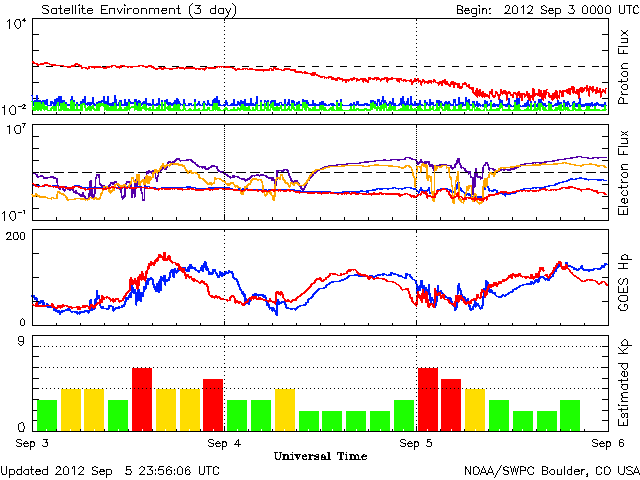 Satellite Environment (3 day)
Begin: 2012 Sep 3 0000 UTC
10⁴
10⁻²
Proton Flux
10⁷
10⁻¹
Electron Flux
200
0
GOES Hp
9
0
Estimated Kp
Sep 3 Sep 4 Sep 5 Sep 6
Universal Time
Updated 2012 Sep 5 23:56:06 UTC
NOAA/SWPC Boulder, CO USA